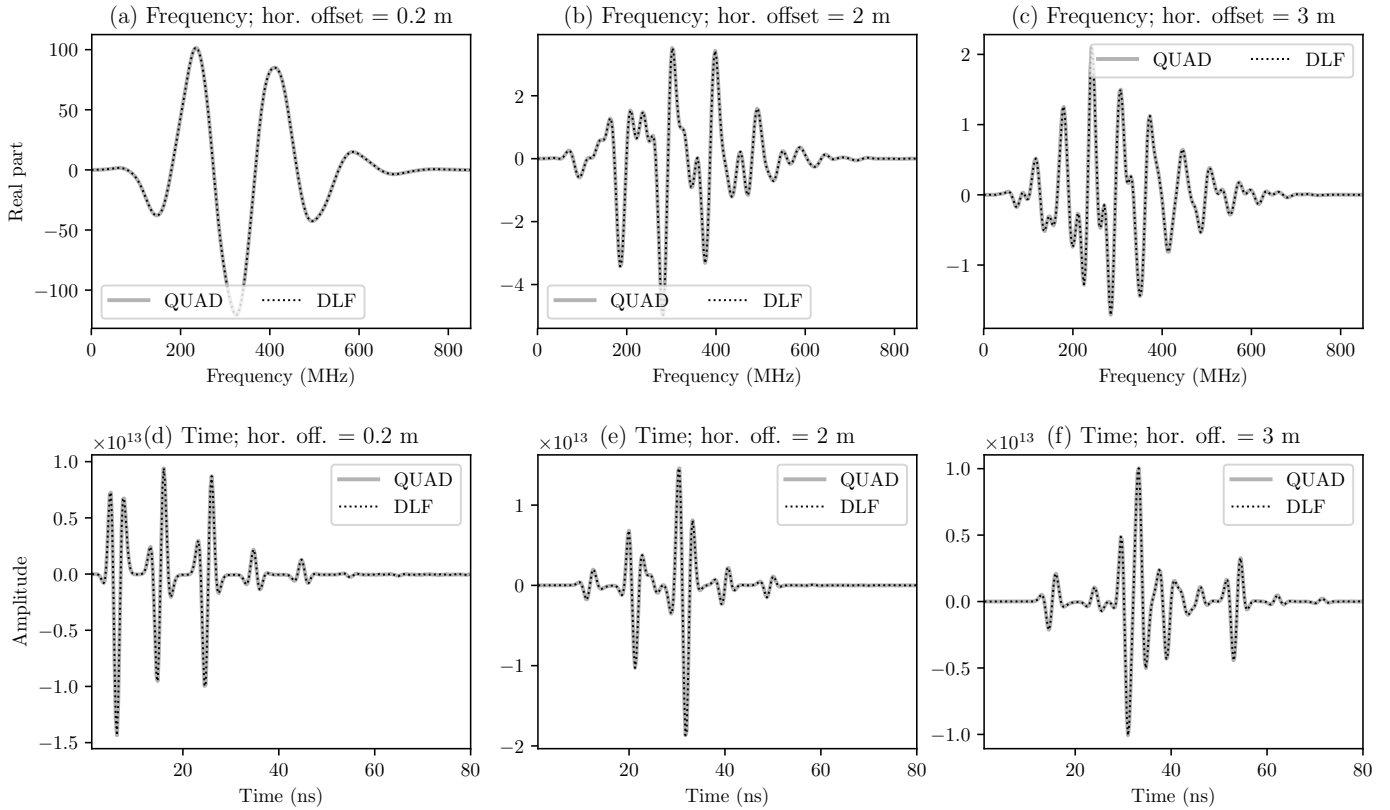 (a) Frequency; hor. offset = 0.2 m
(b) Frequency; hor. offset = 2 m
(c) Frequency; hor. offset = 3 m
100
50
0
−50
−100
Real part
QUAD DLF
0 200 400 600 800
Frequency (MHz)
2
0
−2
−4
QUAD DLF
0 200 400 600 800
Frequency (MHz)
2
1
0
−1
QUAD DLF
0 200 400 600 800
Frequency (MHz)
×10¹³(d) Time; hor. off. = 0.2 m
×10¹³ (e) Time; hor. off. = 2 m
×10¹³ (f) Time; hor. off. = 3 m
1.0
0.5
0.0
−0.5
−1.0
−1.5
Amplitude
QUAD
DLF
20 40 60 80
Time (ns)
1
0
−1
−2
QUAD
DLF
20 40 60 80
Time (ns)
1.0
0.5
0.0
−0.5
−1.0
QUAD
DLF
20 40 60 80
Time (ns)